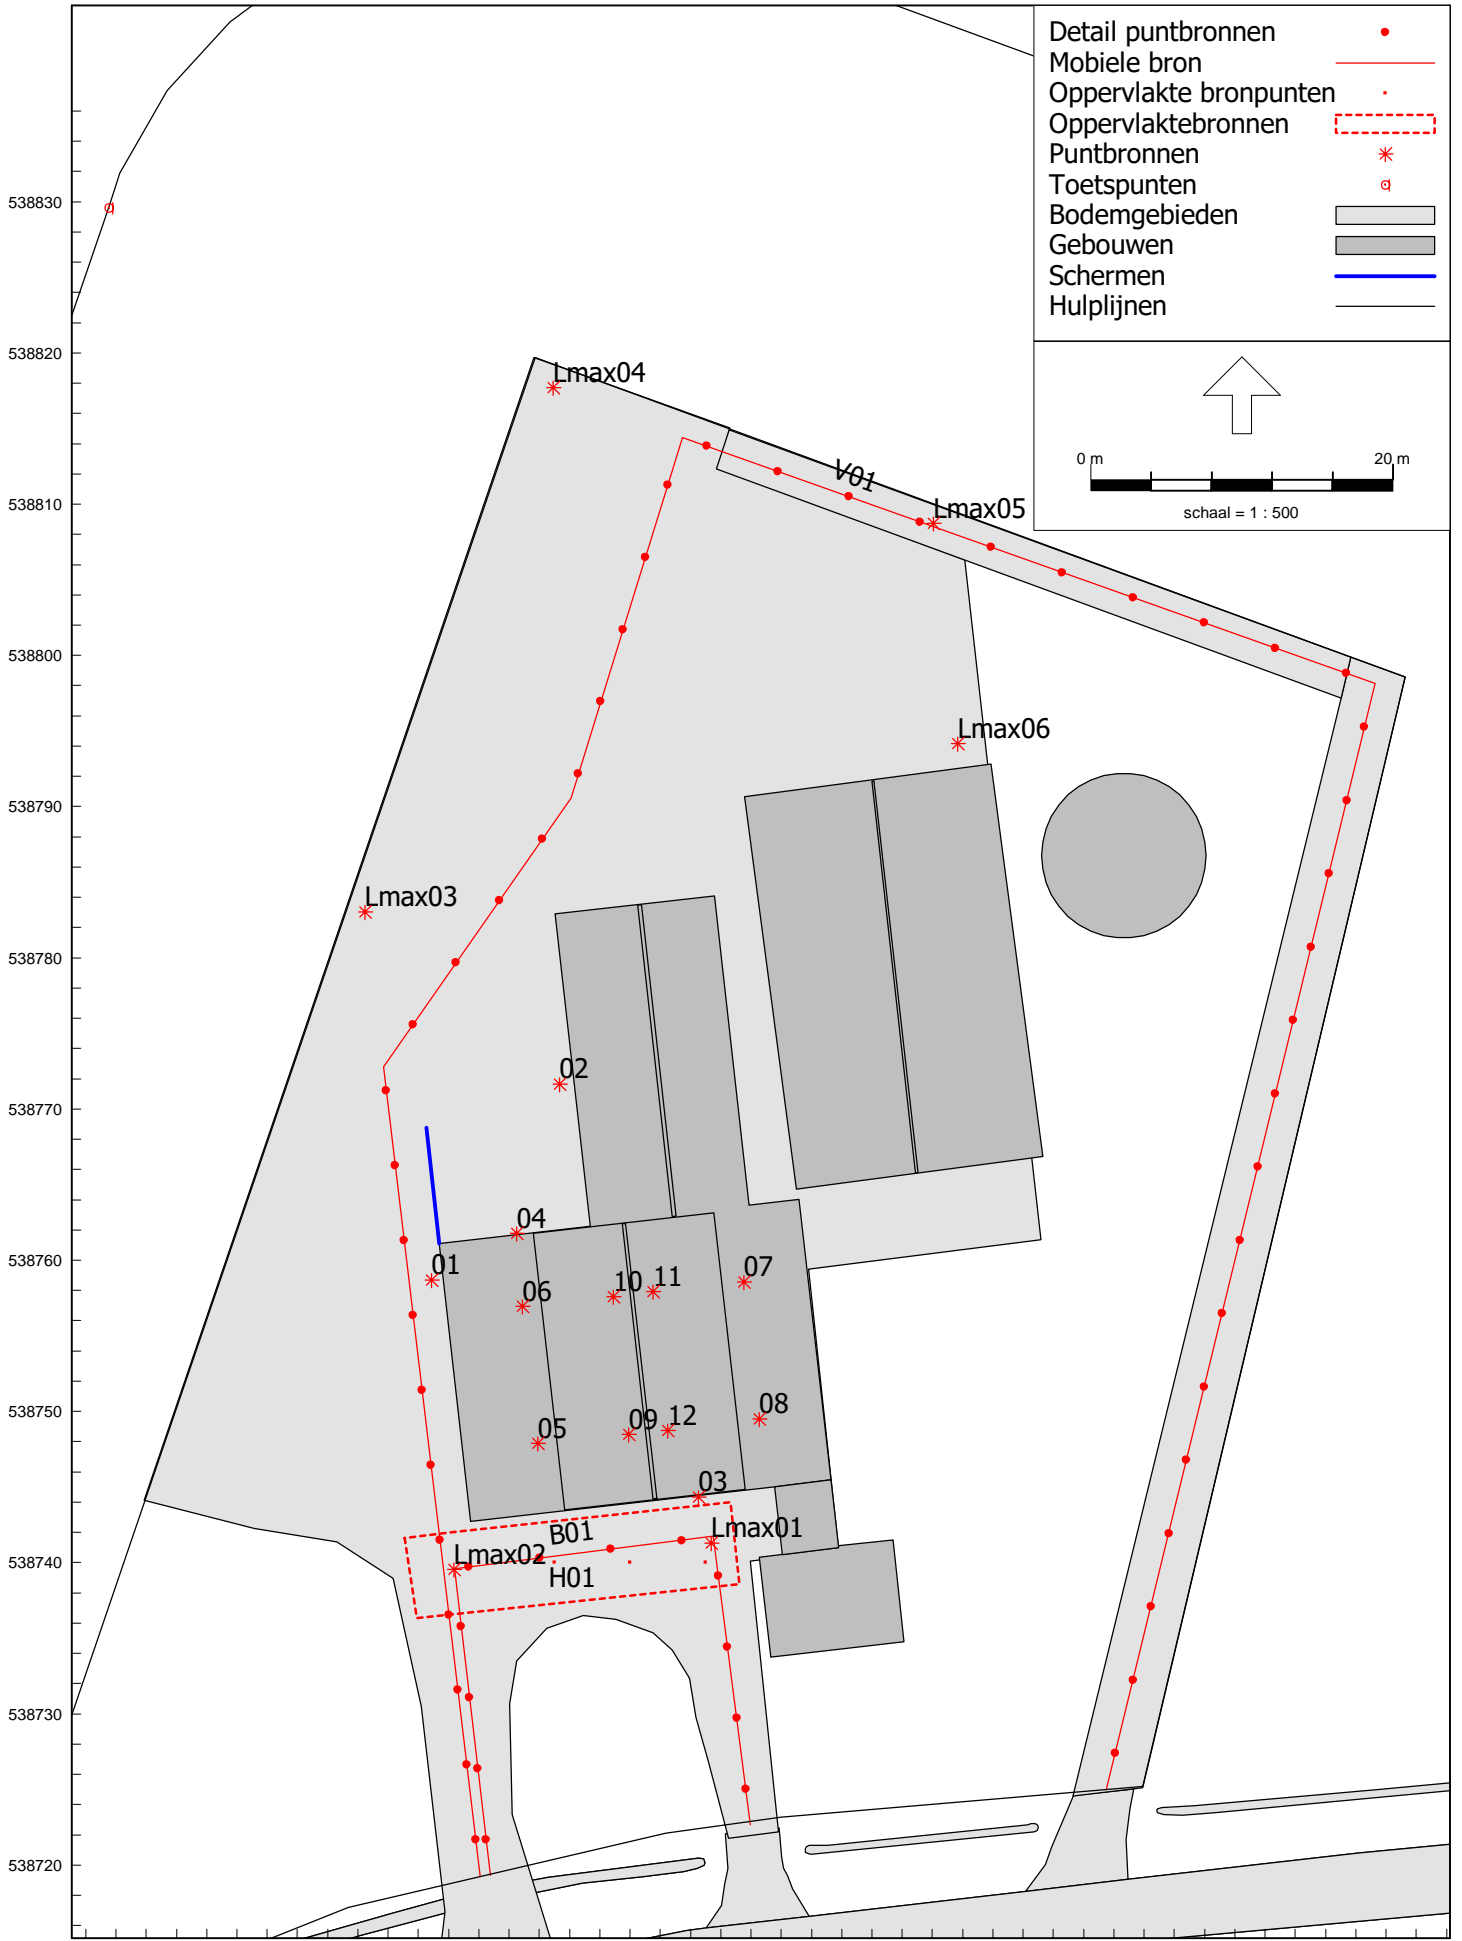 Detail puntbronnen
Mobiele bron
Oppervlakte bronpunten
Oppervlaktebronnen
Puntbronnen
Toetspunten
Bodemgebieden
Gebouwen
Schermen
Hulplijnen
0 m 20 m
schaal = 1 : 500
538830
538820
Lmax04
V01
538810
Lmax05
538800
Lmax06
538790
Lmax03
538780
02
538770
04
538760
01
06
10
11
07
538750
05
09
12
08
03
B01
Lmax01
538740
Lmax02
H01
538730
538720